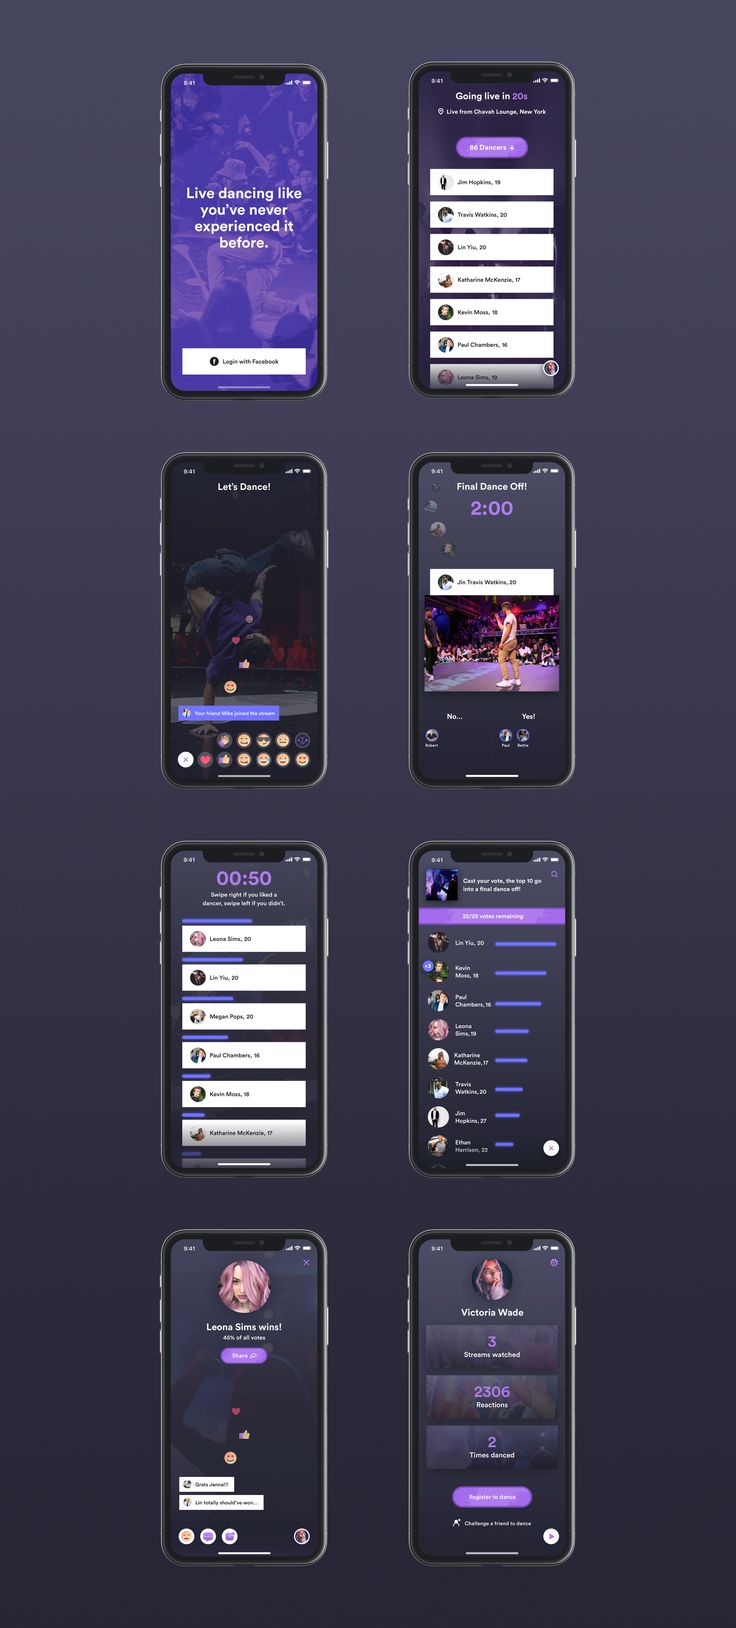 9:41
Live dancing like
you've never
experienced it
before.
Login with Facebook
9:41
Going live in 20s
Live from Chavah Lounge, New York
86 Dancers ↓
Jim Hopkins, 19
Travis Watkins, 20
Lin Yiu, 20
Katharine McKenzie, 17
Kevin Moss, 18
Paul Chambers, 16
Leona Sims, 19
9:41
Let's Dance!
Your friend Mike joined the stream
9:41
Final Dance Off!
2:00
Jin Travis Watkins, 20
No...
Yes!
Robert
Paul
Bettie
9:41
00:50
Swipe right if you liked a
dancer, swipe left if you didn't.
Leona Sims, 20
Lin Yiu, 20
Megan Pops, 20
Paul Chambers, 16
Kevin Moss, 18
Katharine McKenzie, 17
9:41
Cast your vote, the top 10 go
into a final dance off!
22/25 votes remaining
Lin Yiu, 20
+3
Kevin
Moss, 18
Paul
Chambers,16
Leona
Sims,19
Katharine
McKenzie,17
Travis
Watkins,20
Jim
Hopkins, 27
Ethan
Harrison, 22
9:41
Leona Sims wins!
45% of all votes
Share
Grats Jenna!!!
Lin totally should've won...
9:41
Victoria Wade
3
Streams watched
2306
Reactions
2
Times danced
Register to dance
Challenge a friend to dance